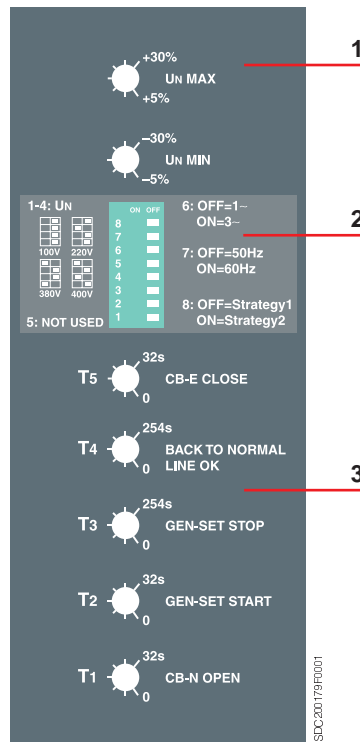 +30%
1
UN MAX
+5%
–30%
UN MIN
–5%
1-4: UN
100V 220V
380V 400V
5: NOT USED
ON OFF
8
7
6
5
4
3
2
1
6: OFF=1~
ON=3~
2
7: OFF=50Hz
ON=60Hz
8: OFF=Strategy1
ON=Strategy2
32s
T5 CB-E CLOSE
0
254s
T4 BACK TO NORMAL
0 LINE OK
3
254s
T3 GEN-SET STOP
0
32s
T2 GEN-SET START
0
32s
T1 CB-N OPEN
0
SDC200179F0001